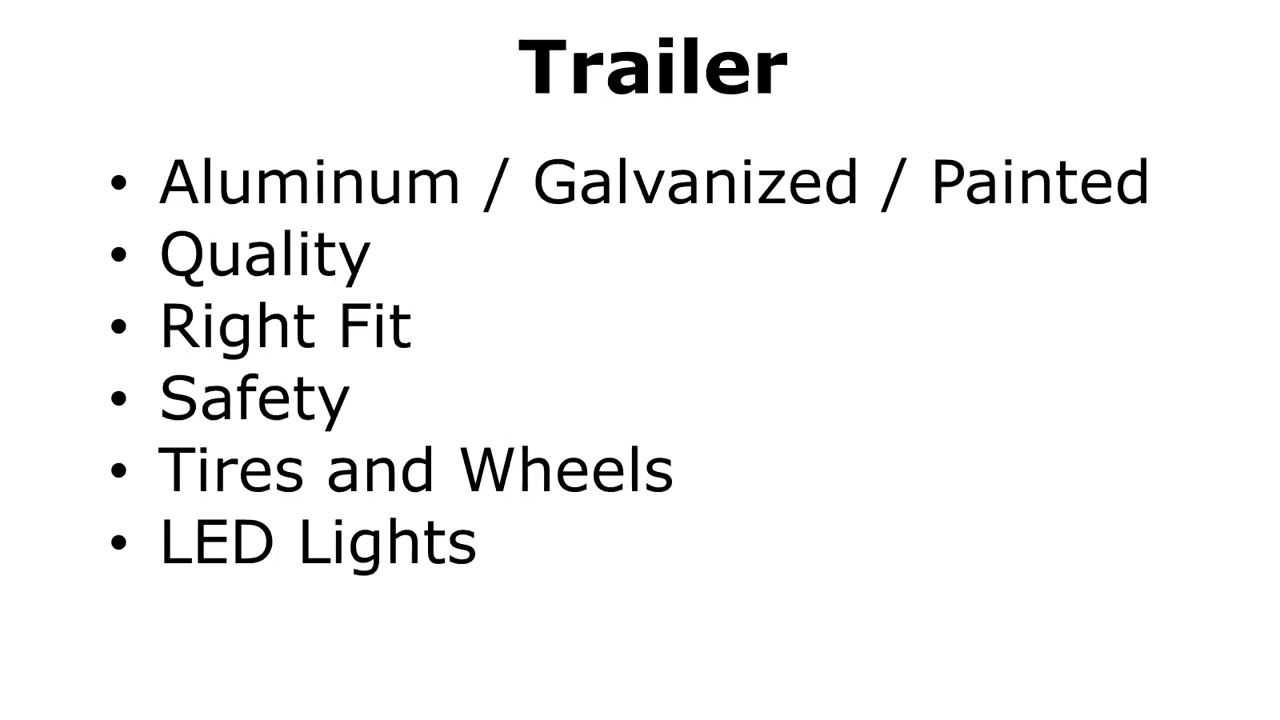 Trailer
• Aluminum / Galvanized / Painted
• Quality
• Right Fit
• Safety
• Tires and Wheels
• LED Lights